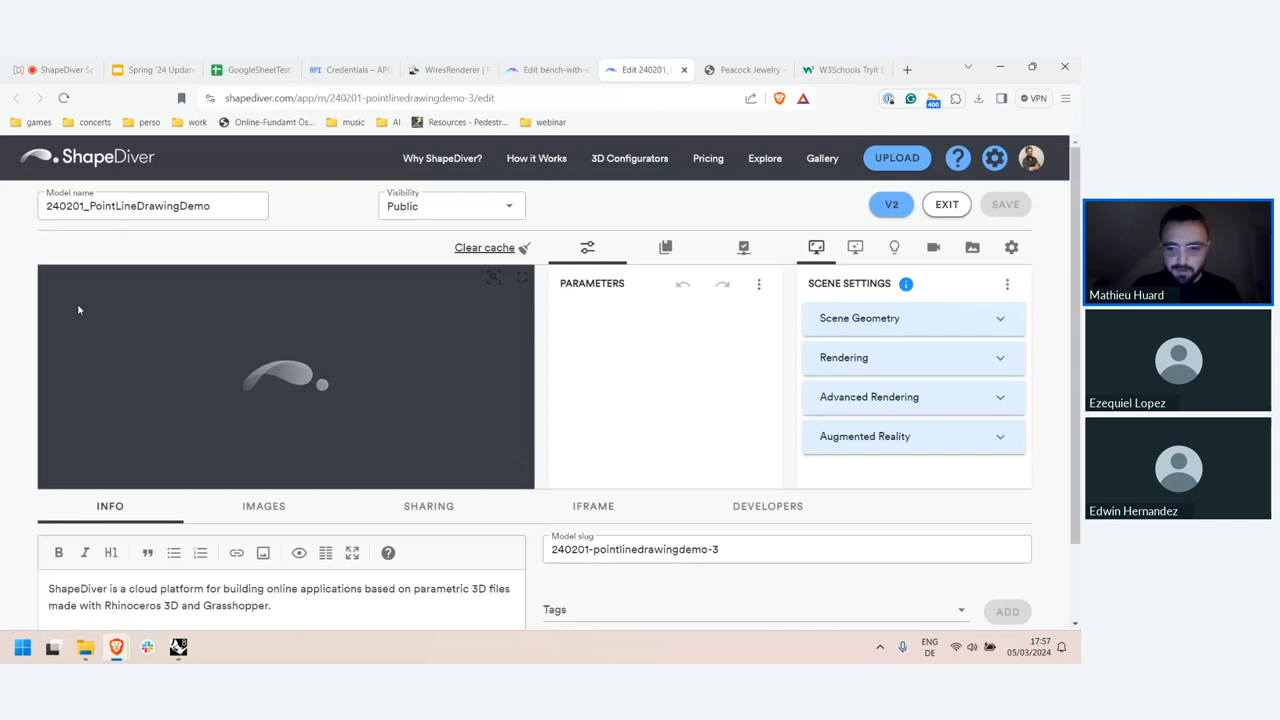 ShapeDiver Sp
Spring '24 Update
GoogleSheetTest
API Credentials – APIs
WiresRenderer | R
Edit bench-with-s
Edit 240201_
Peacock Jewelry -
W3Schools Tryit E
shapediver.com/app/m/240201-pointlinedrawingdemo-3/edit
400
VPN
games
concerts
perso
work
Online-Fundamt Ös...
music
AI
Resources - Pedestr...
webinar
ShapeDiver
Why ShapeDiver?
How it Works
3D Configurators
Pricing
Explore
Gallery
UPLOAD
?
Model name
240201_PointLineDrawingDemo
Visibility
Public
V2
EXIT
SAVE
Clear cache
PARAMETERS
SCENE SETTINGS
Scene Geometry
Rendering
Advanced Rendering
Augmented Reality
INFO
IMAGES
SHARING
IFRAME
DEVELOPERS
B
I
H1
ShapeDiver is a cloud platform for building online applications based on parametric 3D files
made with Rhinoceros 3D and Grasshopper.
Model slug
240201-pointlinedrawingdemo-3
Tags
ADD
ENG
DE
17:57
05/03/2024
Mathieu Huard
Ezequiel Lopez
Edwin Hernandez